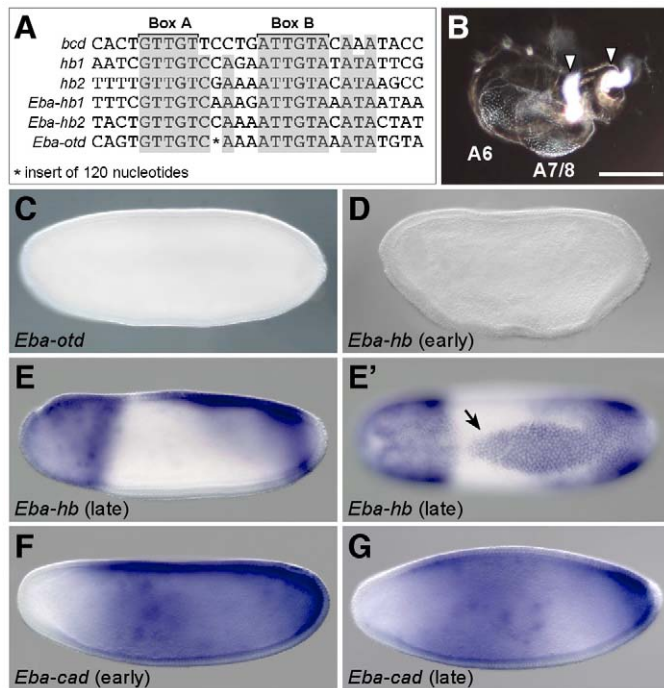 A
Box A Box B
bcd CACTGTTGTTCCTGATTGTACAAATACC
hb1 AATCGTTGTCCAGAATTGTATATATTCG
hb2 TTTTGTTGTCGAAAATTGTACATAAGCC
Eba-hb1 TTTCGTTGTCAAAGATTGTAAATAATAA
Eba-hb2 TACTGTTGTCCAAAATTGTACATACTAT
Eba-otd CAGTGTTGTC*AAAATTGTAAATATGTA
* insert of 120 nucleotides
B
A6
A7/8
C
Eba-otd
D
Eba-hb (early)
E
Eba-hb (late)
E'
Eba-hb (late)
F
Eba-cad (early)
G
Eba-cad (late)